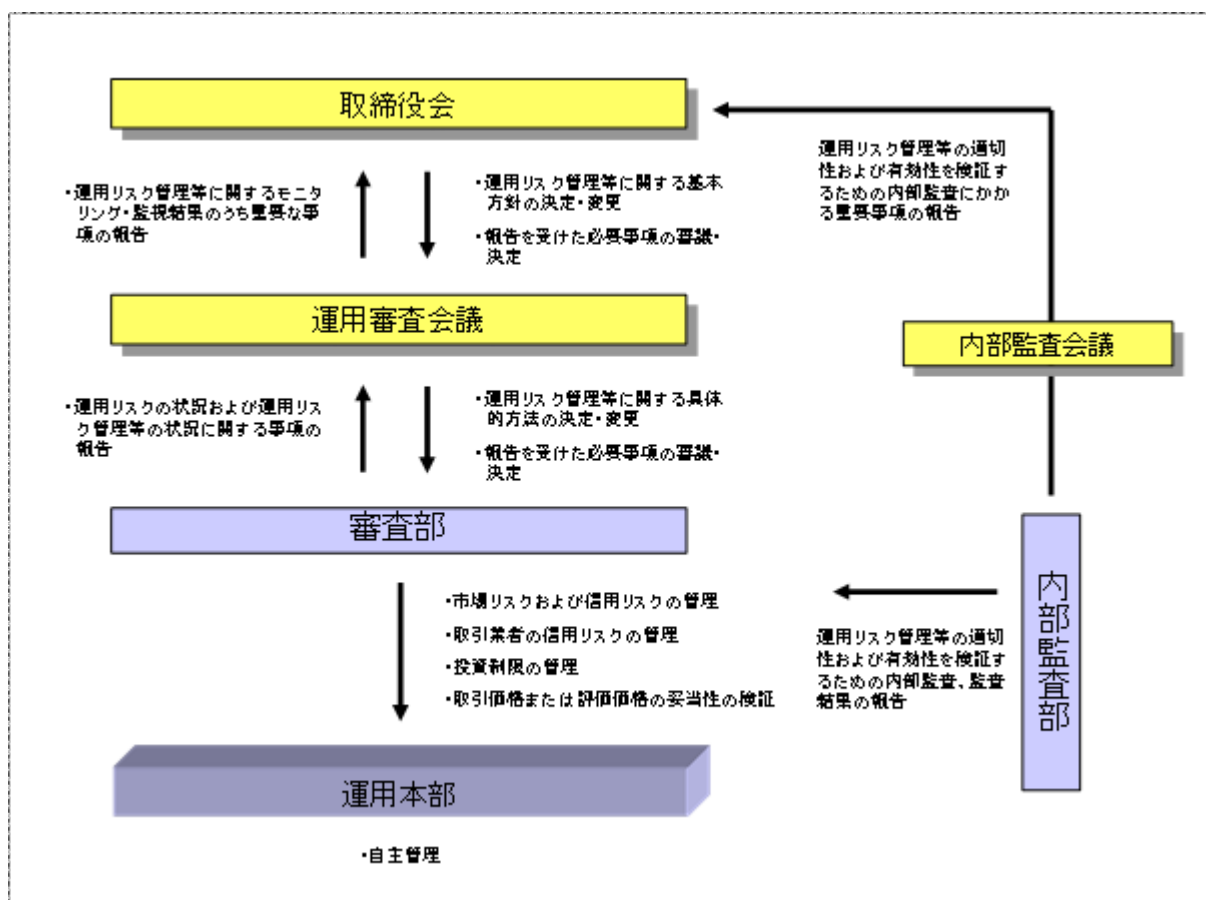 取締役会
・運用リスク管理等に関するモニ
タリング・監視結果のうち重要な事
項の報告
・運用リスク管理等に関する基本
方針の決定・変更
・報告を受けた必要事項の審議・
決定
運用リスク管理等の適切
性および有効性を検証す
るための内部監査にかか
る重要事項の報告
運用審査会議
内部監査会議
・運用リスクの状況および運用リス
ク管理等の状況に関する事項の
報告
・運用リスク管理等に関する具体
的方法の決定・変更
・報告を受けた必要事項の審議・
決定
審査部
内部監査部
・市場リスクおよび信用リスクの管理
・取引業者の信用リスクの管理
・投資制限の管理
・取引価格または評価価格の妥当性の検証
運用リスク管理等の適切
性および有効性を検証す
るための内部監査、監査
結果の報告
運用本部
・自主管理